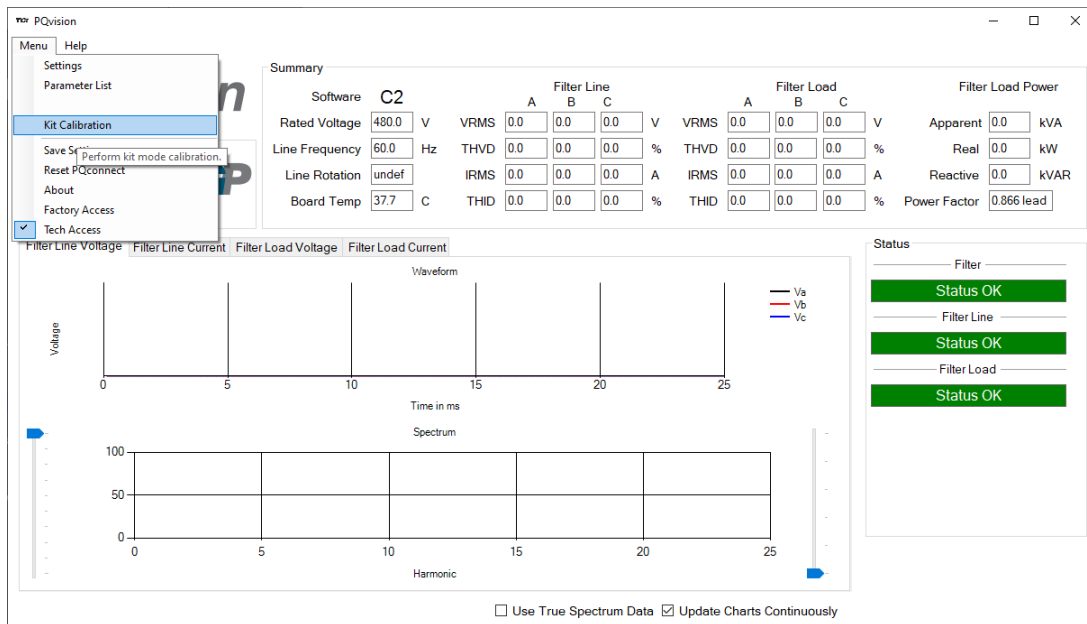 TCI PQvision
Menu Help
Settings
Parameter List
Kit Calibration
Perform kit mode calibration.
Reset PQconnect
About
Factory Access
Tech Access
Summary
Software C2
Rated Voltage 480.0 V
Line Frequency 60.0 Hz
Line Rotation undef
Board Temp 37.7 C
Filter Line
A B C
VRMS 0.0 0.0 0.0 V
THVD 0.0 0.0 0.0 %
IRMS 0.0 0.0 0.0 A
THID 0.0 0.0 0.0 %
Filter Load
A B C
VRMS 0.0 0.0 0.0 V
THVD 0.0 0.0 0.0 %
IRMS 0.0 0.0 0.0 A
THID 0.0 0.0 0.0 %
Filter Load Power
Apparent 0.0 kVA
Real 0.0 kW
Reactive 0.0 kVAR
Power Factor 0.866 lead
Filter Line Voltage Filter Line Current Filter Load Voltage Filter Load Current
Waveform
Va
Vb
Vc
Voltage
0 5 10 15 20 25
Time in ms
Spectrum
100
50
0
0 5 10 15 20 25
Harmonic
Status
Filter
Status OK
Filter Line
Status OK
Filter Load
Status OK
Use True Spectrum Data Update Charts Continuously